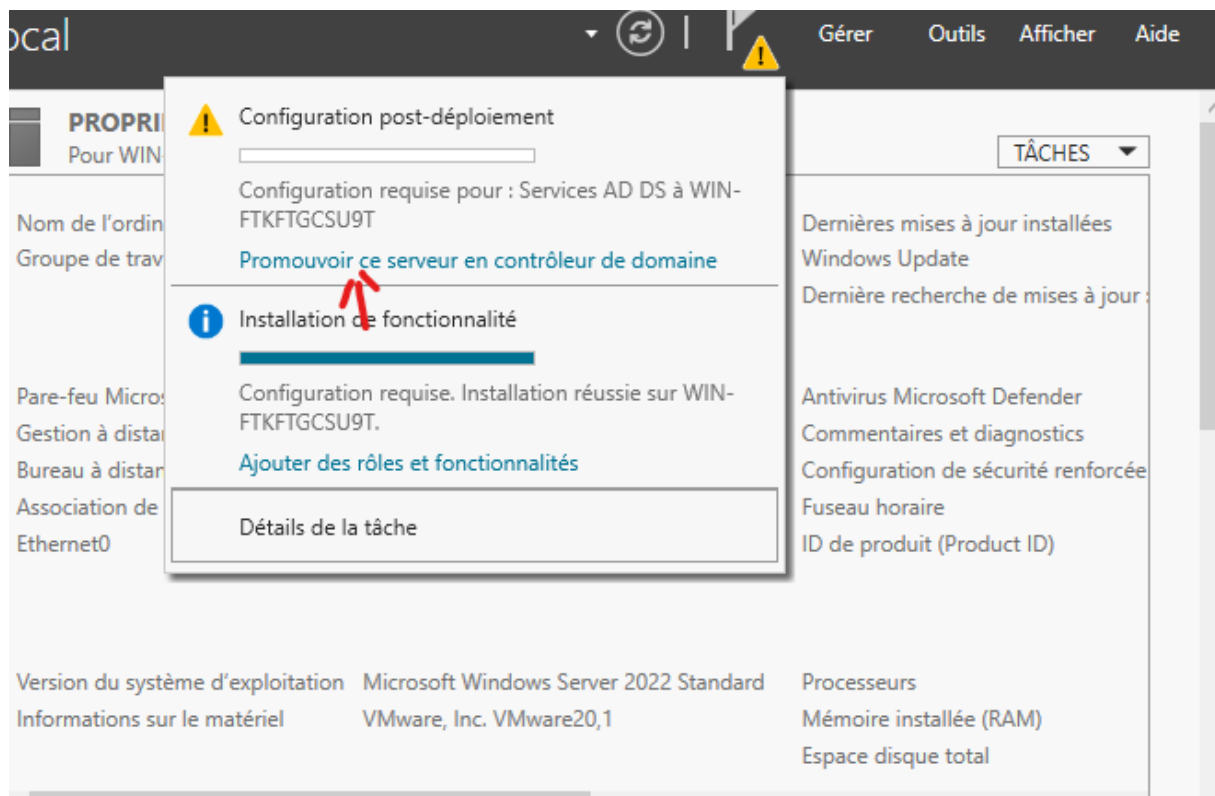 Gérer Outils Afficher Aide
Configuration post-déploiement
Pour WIN-
TÂCHES
Configuration requise pour : Services AD DS à WIN-
FTKFTGCSU9T
Promouvoir ce serveur en contrôleur de domaine
Installation de fonctionnalité
Configuration requise. Installation réussie sur WIN-
FTKFTGCSU9T.
Ajouter des rôles et fonctionnalités
Détails de la tâche
Nom de l'ordin
Groupe de trav
Dernières mises à jour installées
Windows Update
Dernière recherche de mises à jour :
Pare-feu Micros
Gestion à distan
Bureau à distan
Association de
Ethernet0
Antivirus Microsoft Defender
Commentaires et diagnostics
Configuration de sécurité renforcée
Fuseau horaire
ID de produit (Product ID)
Version du système d'exploitation Microsoft Windows Server 2022 Standard
Informations sur le matériel VMware, Inc. VMware20,1
Processeurs
Mémoire installée (RAM)
Espace disque total